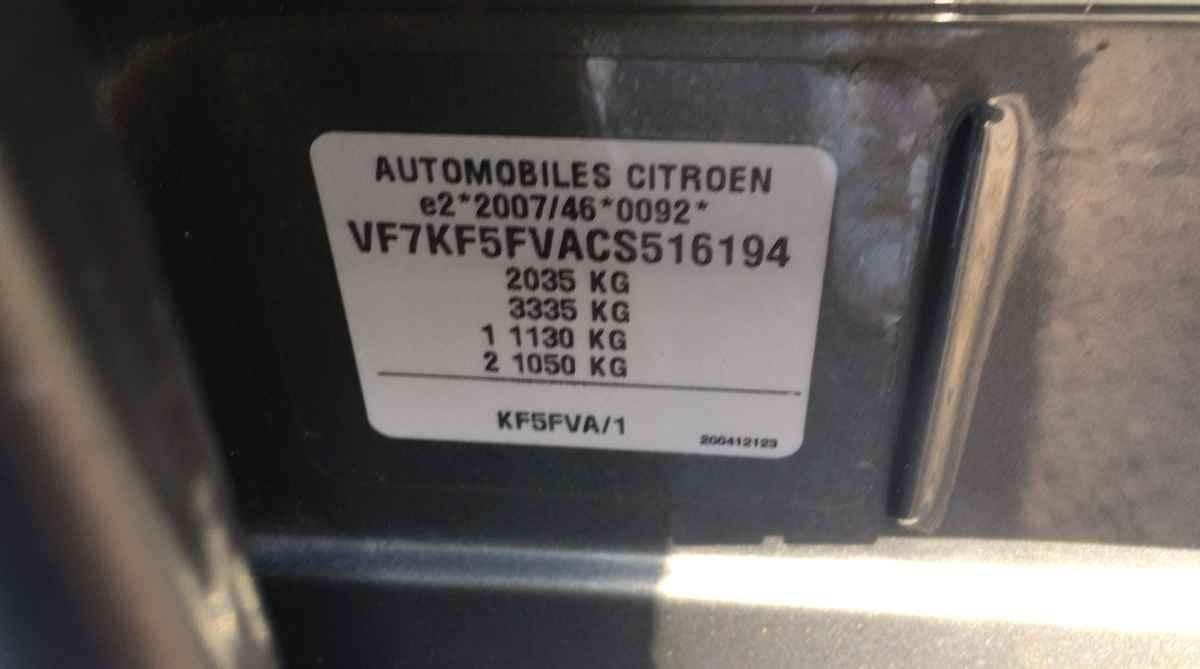 AUTOMOBILES CITROEN
e2*2007/46*0092*
VF7KF5FVACS516194
2035 KG
3335 KG
1 1130 KG
2 1050 KG
KF5FVA/1
200412123